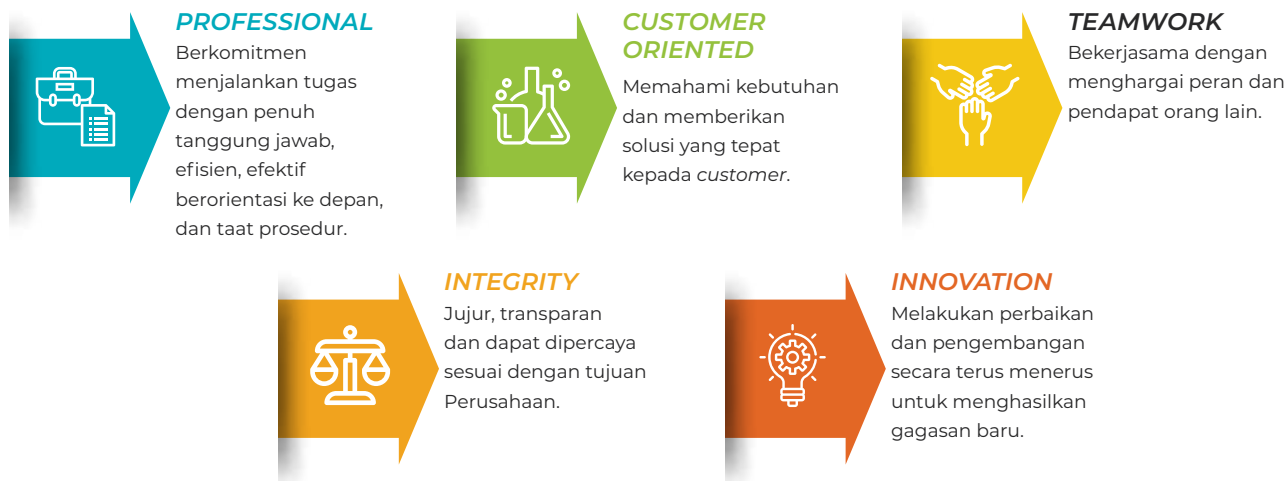 PROFESSIONAL
Berkomitmen
menjalankan tugas
dengan penuh
tanggung jawab,
efisien, efektif
berorientasi ke depan,
dan taat prosedur.
CUSTOMER
ORIENTED
Memahami kebutuhan
dan memberikan
solusi yang tepat
kepada customer.
TEAMWORK
Bekerjasama dengan
menghargai peran dan
pendapat orang lain.
INTEGRITY
Jujur, transparan
dan dapat dipercaya
sesuai dengan tujuan
Perusahaan.
INNOVATION
Melakukan perbaikan
dan pengembangan
secara terus menerus
untuk menghasilkan
gagasan baru.